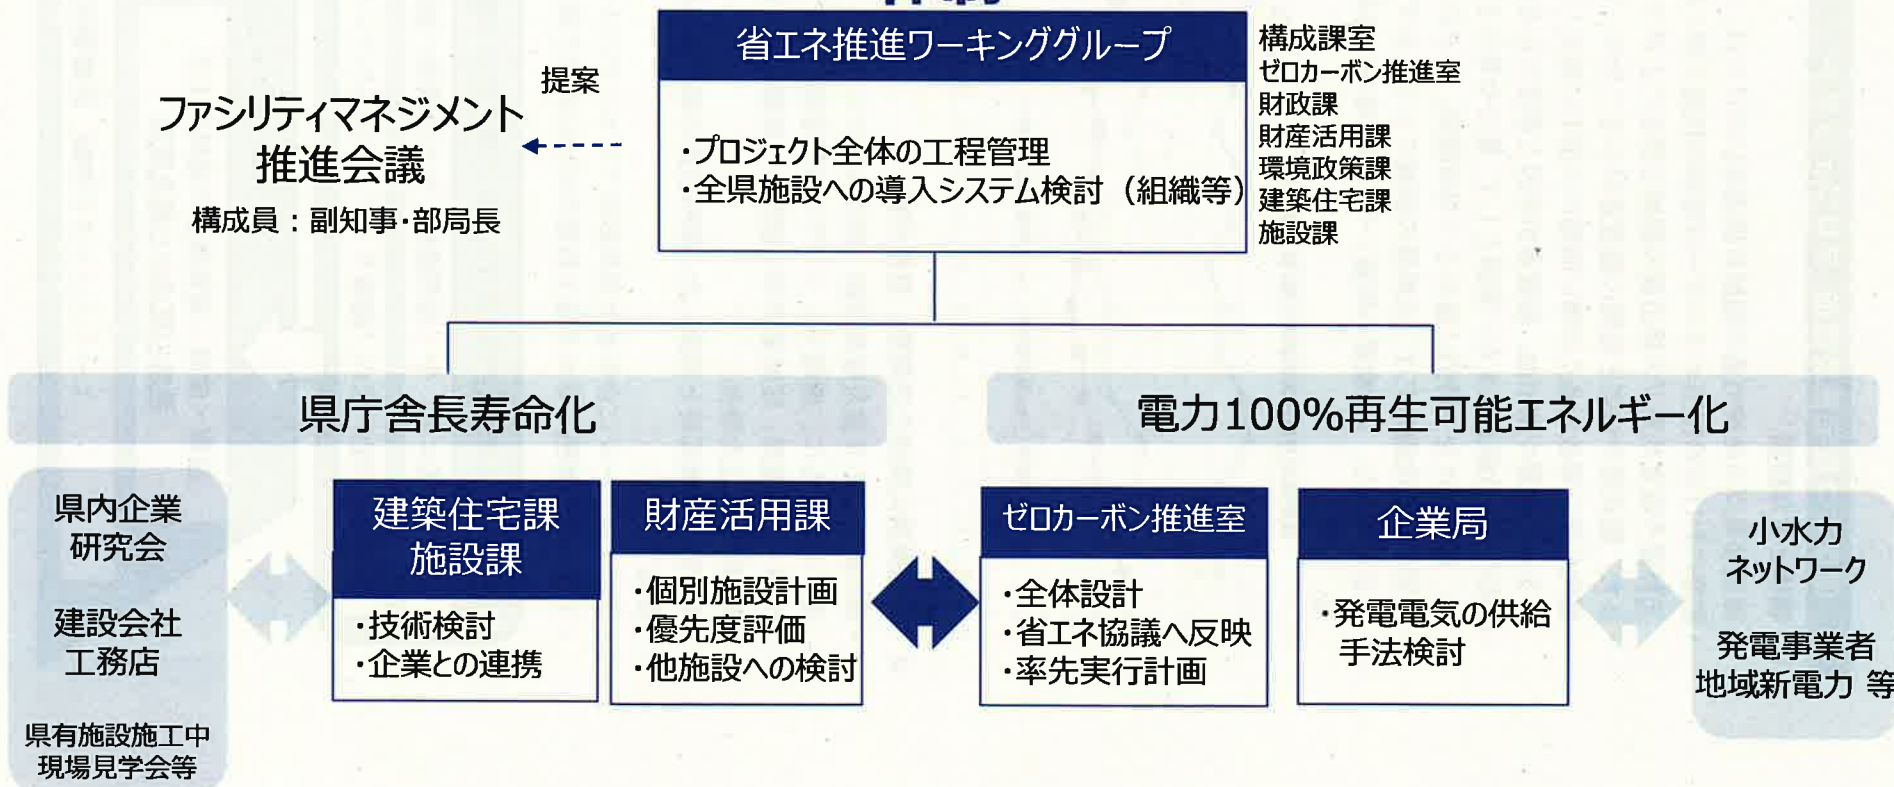 省エネ推進ワーキンググループ
・プロジェクト全体の工程管理
・全県施設への導入システム検討（組織等）
構成課室
ゼロカーボン推進室
財政課
財産活用課
環境政策課
建築住宅課
施設課
提案
ファシリティマネジメント
推進会議
構成員：副知事・部局長
県庁舎長寿命化
電力100%再生可能エネルギー化
県内企業
研究会
建設会社
工務店
県有施設施工中
現場見学会等
建築住宅課
施設課
・技術検討
・企業との連携
財産活用課
・個別施設計画
・優先度評価
・他施設への検討
ゼロカーボン推進室
・全体設計
・省エネ協議へ反映
・率先実行計画
企業局
・発電電気の供給
手法検討
小水力
ネットワーク
発電事業者
地域新電力 等